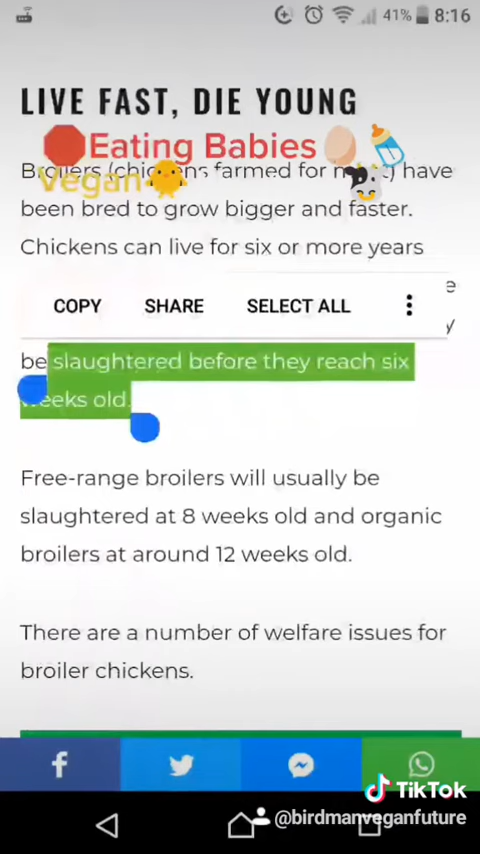 41% 8:16
LIVE FAST, DIE YOUNG
Eating Babies
Broilers (chickens farmed for) have
Vegan
been bred to grow bigger and faster.
Chickens can live for six or more years
e
COPY SHARE SELECT ALL
y
be slaughtered before they reach six
weeks old.
Free-range broilers will usually be
slaughtered at 8 weeks old and organic
broilers at around 12 weeks old.
There are a number of welfare issues for
broiler chickens.
TikTok
@birdmanveganfuture